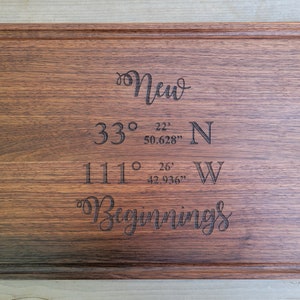 New
33° 22' 50.628" N
111° 26' 42.936" W
Beginnings